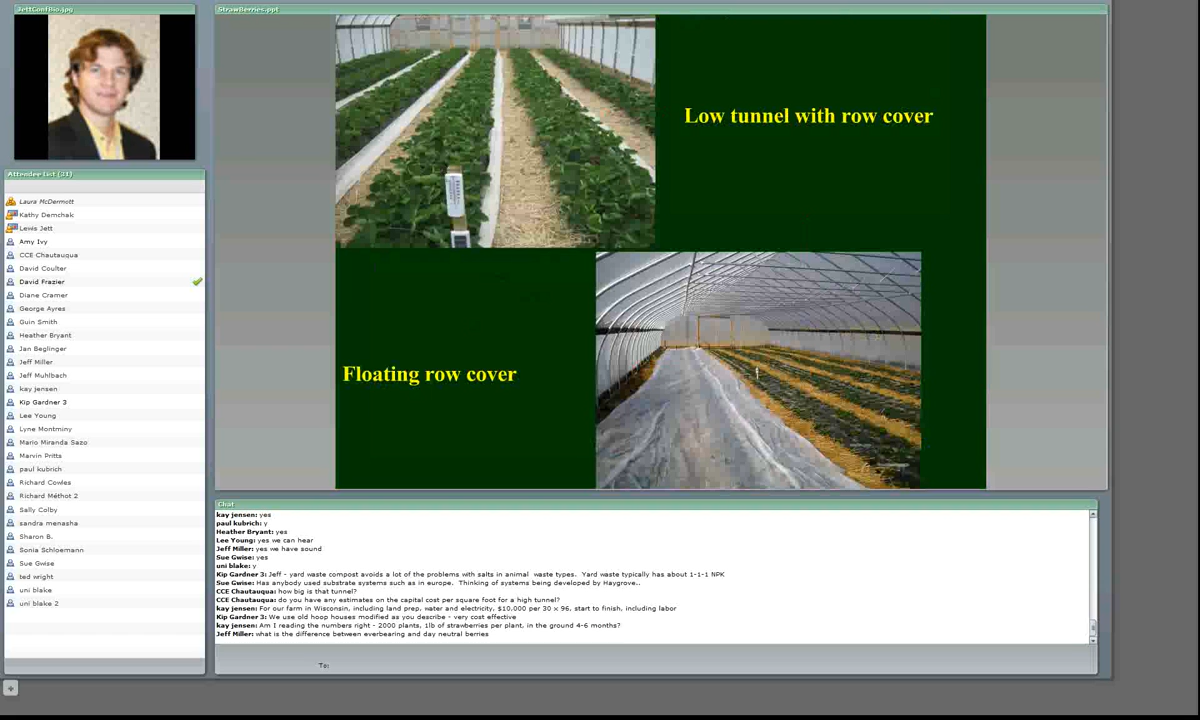 JettConfBio.jpg
StrawBerries.ppt
Low tunnel with row cover
Floating row cover
Attendee List (31)
Laura McDermott
Kathy Demchak
Lewis Jett
Amy Ivy
CCE Chautauqua
David Coulter
David Frazier
Diane Cramer
George Ayres
Guin Smith
Heather Bryant
Jan Beglinger
Jeff Miller
Jeff Muhlbach
kay jensen
Kip Gardner 3
Lee Young
Lyne Montminy
Mario Miranda Sazo
Marvin Pritts
paul kubrich
Richard Cowles
Richard Méthot 2
Sally Colby
sandra menasha
Sharon B.
Sonia Schloemann
Sue Gwise
ted wright
uni blake
uni blake 2
Chat
kay jensen: yes
paul kubrich: y
Heather Bryant: yes
Lee Young: yes we can hear
Jeff Miller: yes we have sound
Sue Gwise: yes
uni blake: y
Kip Gardner 3: Jeff - yard waste compost avoids a lot of the problems with salts in animal waste types. Yard waste typically has about 1-1-1 NPK
Sue Gwise: Has anybody used substrate systems such as in europe. Thinking of systems being developed by Haygrove..
CCE Chautauqua: how big is that tunnel?
CCE Chautauqua: do you have any estimates on the capital cost per square foot for a high tunnel?
kay jensen: For our farm in Wisconsin, including land prep, water and electricity, $10,000 per 30 x 96, start to finish, including labor
Kip Gardner 3: We use old hoop houses modified as you describe - very cost effective
kay jensen: Am I reading the numbers right - 2000 plants, 1lb of strawberries per plant, in the ground 4-6 months?
Jeff Miller: what is the difference between everbearing and day neutral berries
To: